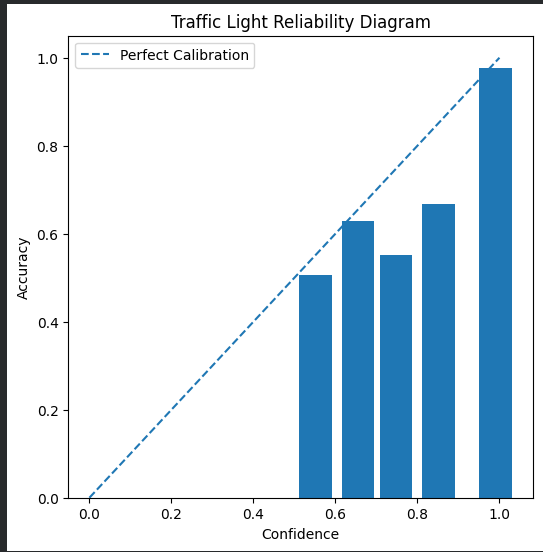 Traffic Light Reliability Diagram
Perfect Calibration
1.0
0.8
0.6
0.4
0.2
0.0
Accuracy
0.0 0.2 0.4 0.6 0.8 1.0
Confidence